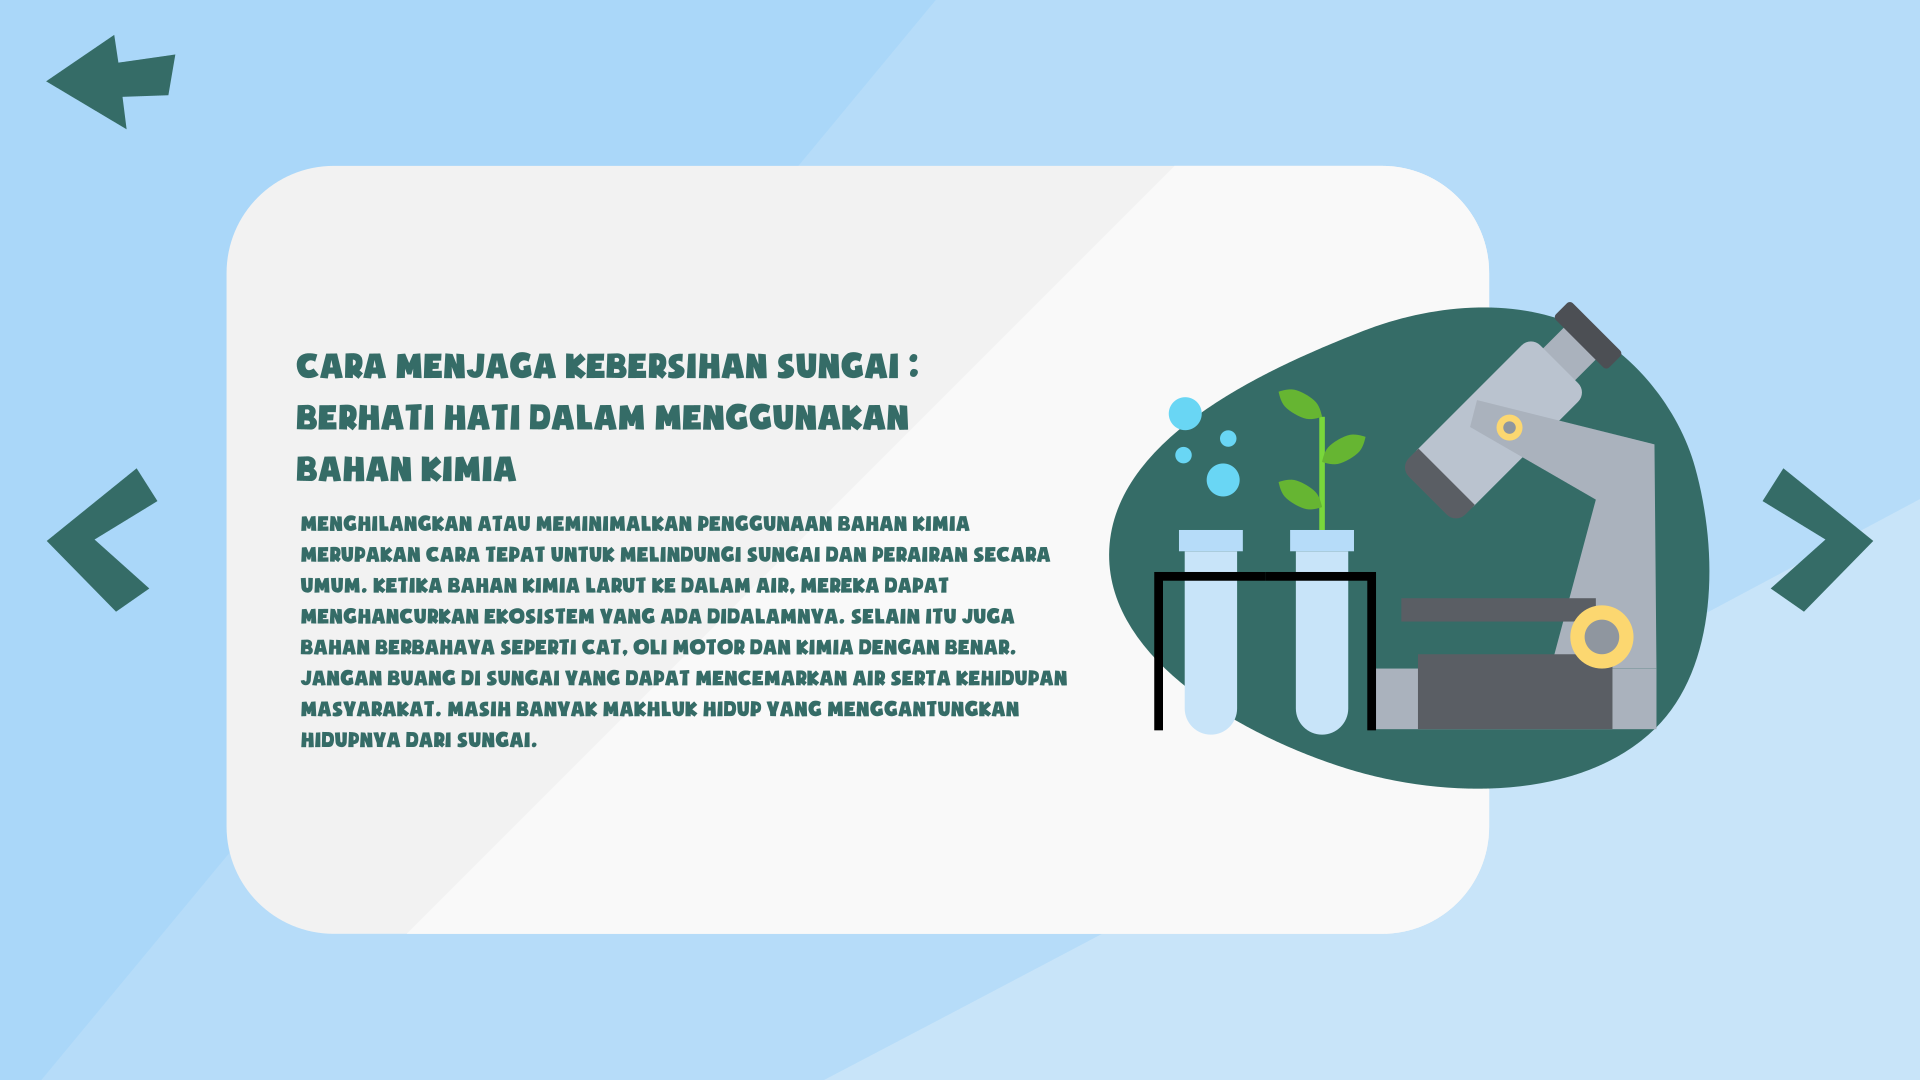 CARA MENJAGA KEBERSIHAN SUNGAI :
BERHATI HATI DALAM MENGGUNAKAN
BAHAN KIMIA
MENGHILANGKAN ATAU MEMINIMALKAN PENGGUNAAN BAHAN KIMIA
MERUPAKAN CARA TEPAT UNTUK MELINDUNGI SUNGAI DAN PERAIRAN SECARA
UMUM. KETIKA BAHAN KIMIA LARUT KE DALAM AIR, MEREKA DAPAT
MENGHANCURKAN EKOSISTEM YANG ADA DIDALAMNYA. SELAIN ITU JUGA
BAHAN BERBAHAYA SEPERTI CAT, OLI MOTOR DAN KIMIA DENGAN BENAR.
JANGAN BUANG DI SUNGAI YANG DAPAT MENCEMARKAN AIR SERTA KEHIDUPAN
MASYARAKAT. MASIH BANYAK MAKHLUK HIDUP YANG MENGGANTUNGKAN
HIDUPNYA DARI SUNGAI.